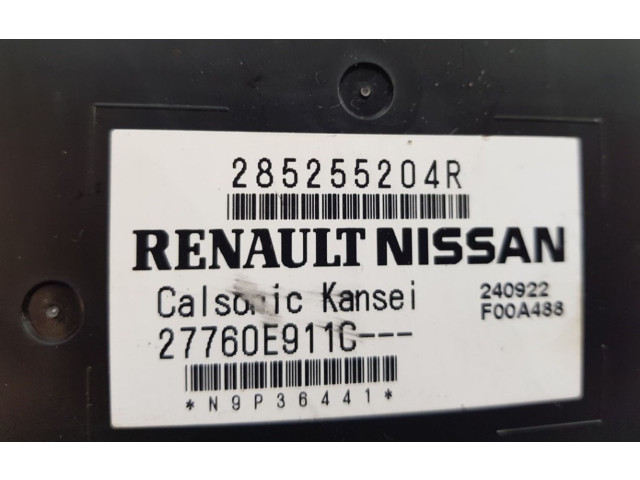 285255204R
RENAULT NISSAN
Calsonic Kansei
27760E911C---
240922
F00A488
*N9P36441*